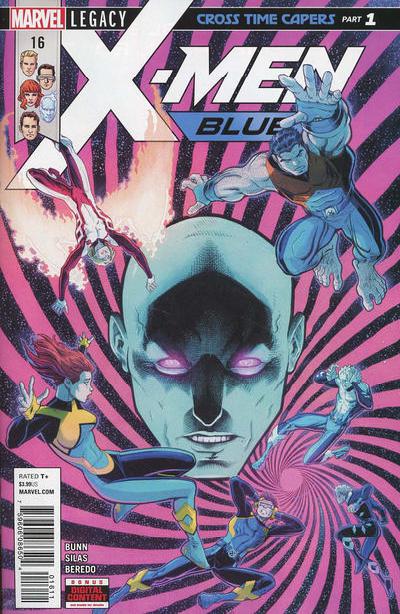 MARVEL LEGACY
CROSS TIME CAPERS PART 1
16
X-MEN
BLUE
RATED T+
$3.99US
MARVEL.COM
BUNN
SILAS
BEREDO
BONUS
DIGITAL
CONTENT
01611